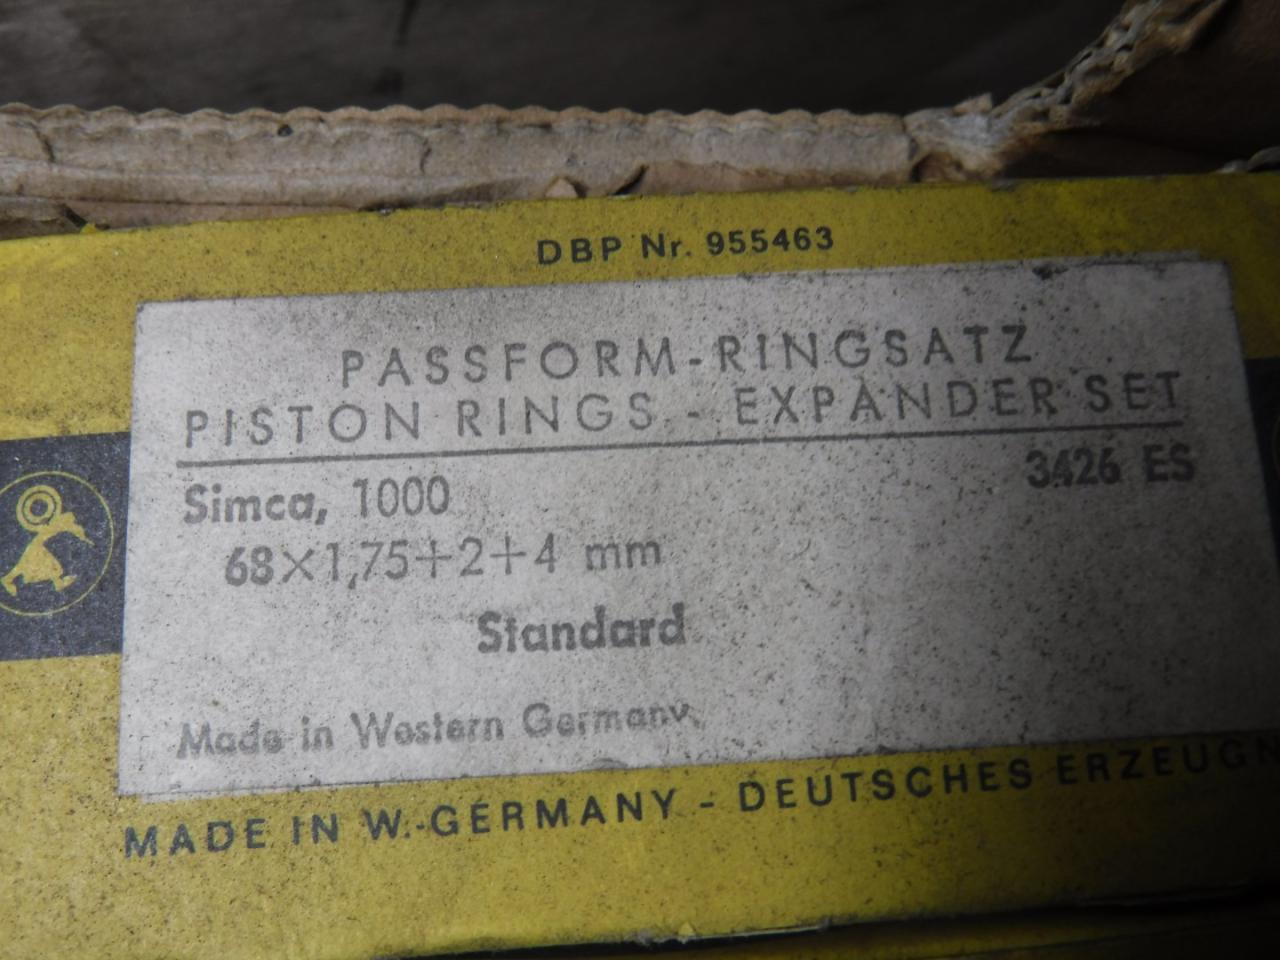 DBP Nr. 955463
PASSFORM-RINGSATZ
PISTON RINGS - EXPANDER SET
3426 ES
Simca, 1000
68×1,75+2+4 mm
Standard
Made in Western Germany
MADE IN W.-GERMANY - DEUTSCHES ERZEUGN